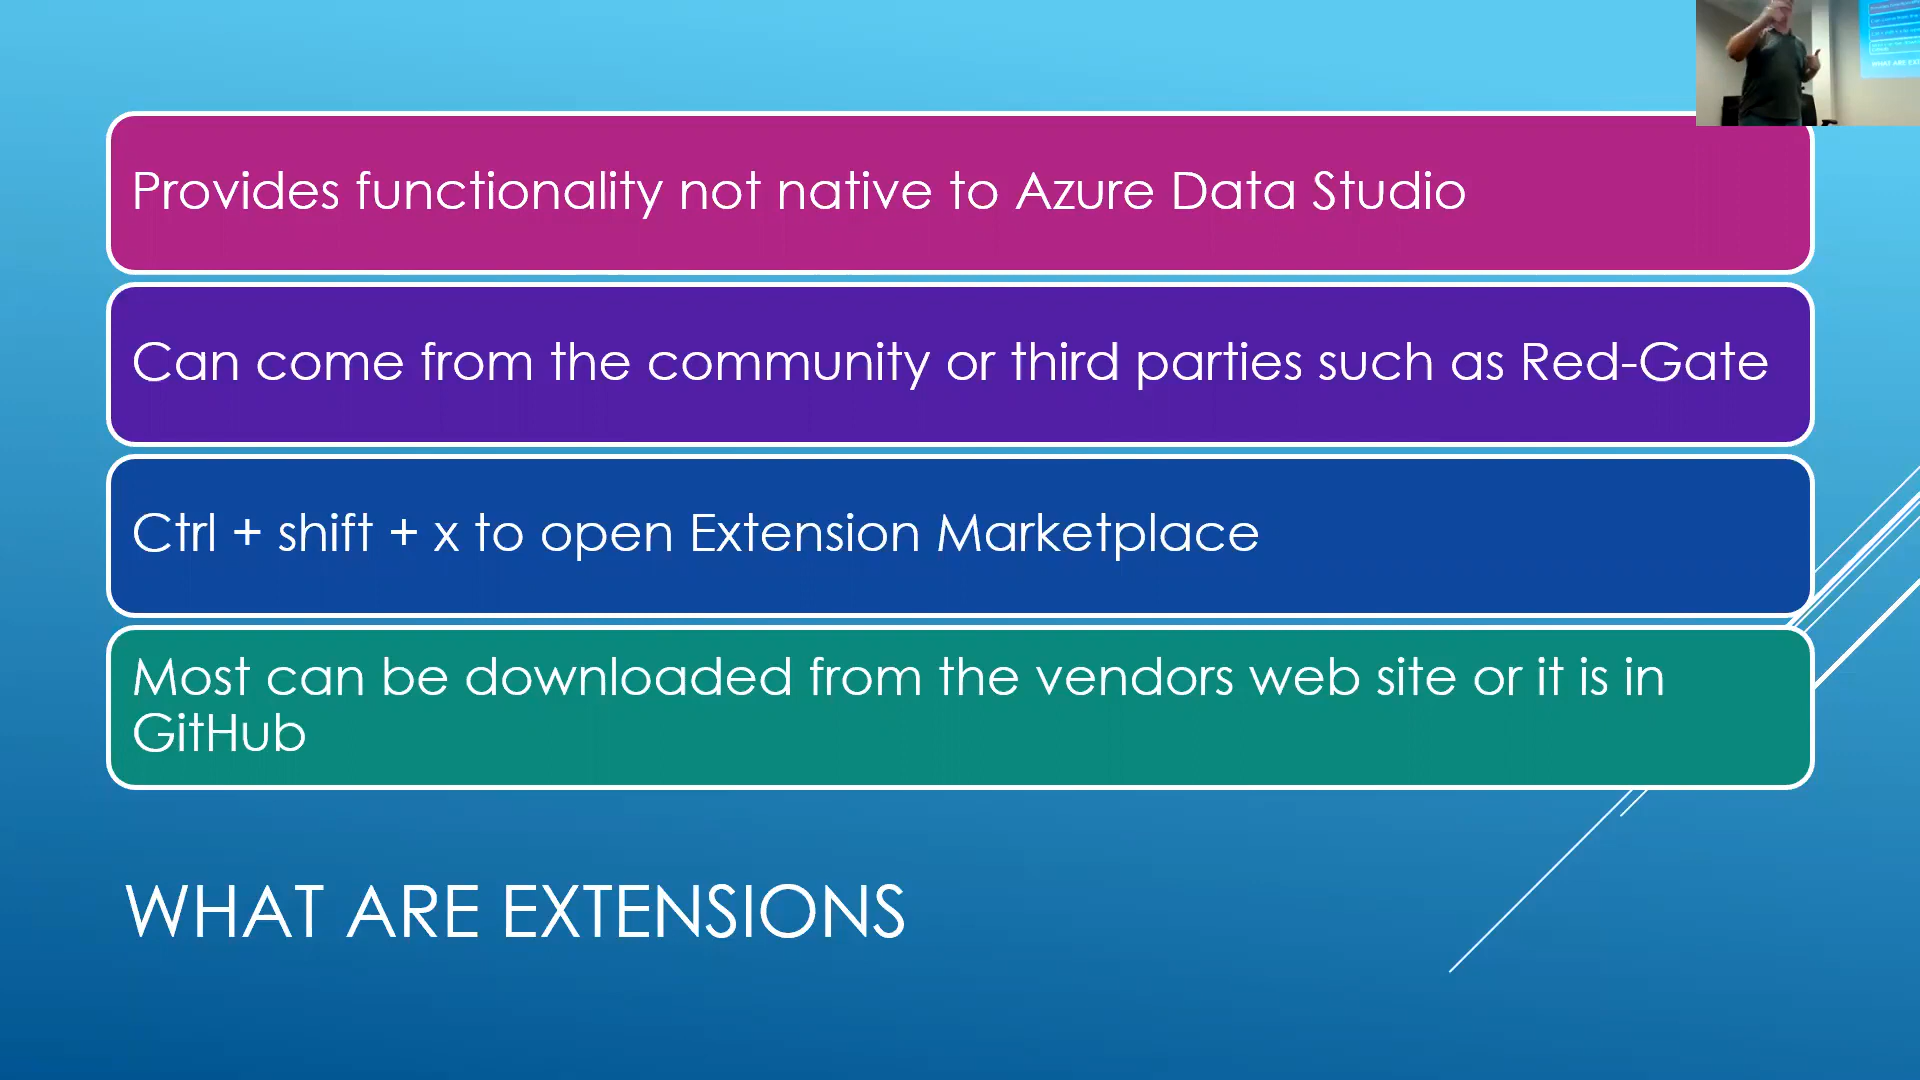 Provides functionality not native to Azure Data Studio
Can come from the community or third parties such as Red-Gate
Ctrl + shift + x to open Extension Marketplace
Most can be downloaded from the vendors web site or it is in
GitHub
WHAT ARE EXTENSIONS